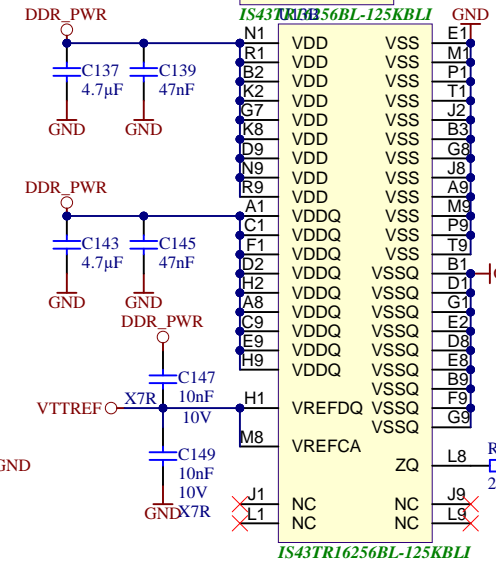 IS43TR16256BL-125KBLI
DDR_PWR
GND
N1 VDD VSS E1
R1 VDD VSS M1
C137 C139 B2 VDD VSS P1
4.7µF 47nF K2 VDD VSS T1
G7 VDD VSS J2
GND GND K8 VDD VSS B3
D9 VDD VSS G8
N9 VDD VSS J8
DDR_PWR R9 VDD VSS A9
A1 VDDQ VSS M9
C1 VDDQ VSS P9
C143 C145 F1 VDDQ VSS T9
4.7µF 47nF D2 VDDQ VSSQ B1
H2 VDDQ VSSQ D1
GND GND A8 VDDQ VSSQ G1
DDR_PWR C9 VDDQ VSSQ E2
E9 VDDQ VSSQ D8
H9 VDDQ VSSQ E8
C147 VSSQ B9
VTTREF X7R 10nF H1 VREFDQ VSSQ F9
10V VSSQ G9
M8 VREFCA
C149
GND 10nF ZQ L8 R
10V 2
GND X7R
J1 NC NC J9
L1 NC NC L9
IS43TR16256BL-125KBLI